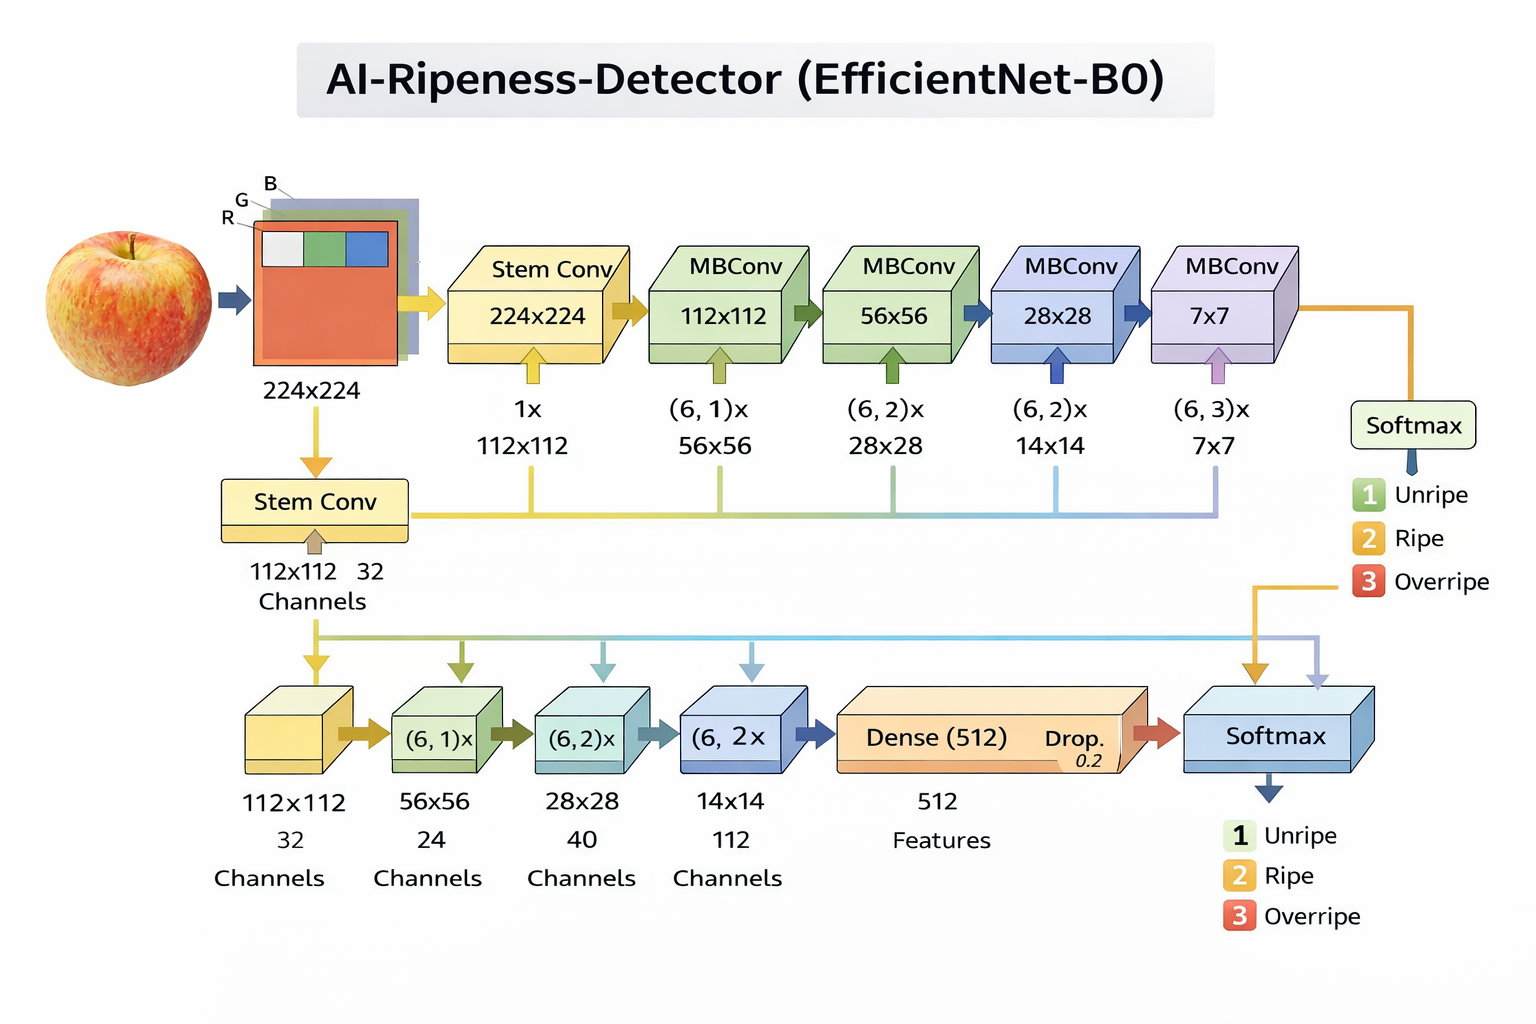 AI-Ripeness-Detector (EfficientNet-B0)
B
G
R
224x224
Stem Conv
224x224
1x
112x112
MBConv
112x112
(6, 1)x
56x56
MBConv
56x56
(6, 2)x
28x28
MBConv
28x28
(6, 2)x
14x14
MBConv
7x7
(6, 3)x
7x7
Softmax
1 Unripe
2 Ripe
3 Overripe
Stem Conv
112x112 32
Channels
112x112
32
Channels
(6, 1)x
56x56
24
Channels
(6,2)x
28x28
40
Channels
(6, 2x
14x14
112
Channels
Dense (512)
Drop.
0.2
512
Features
Softmax
1 Unripe
2 Ripe
3 Overripe